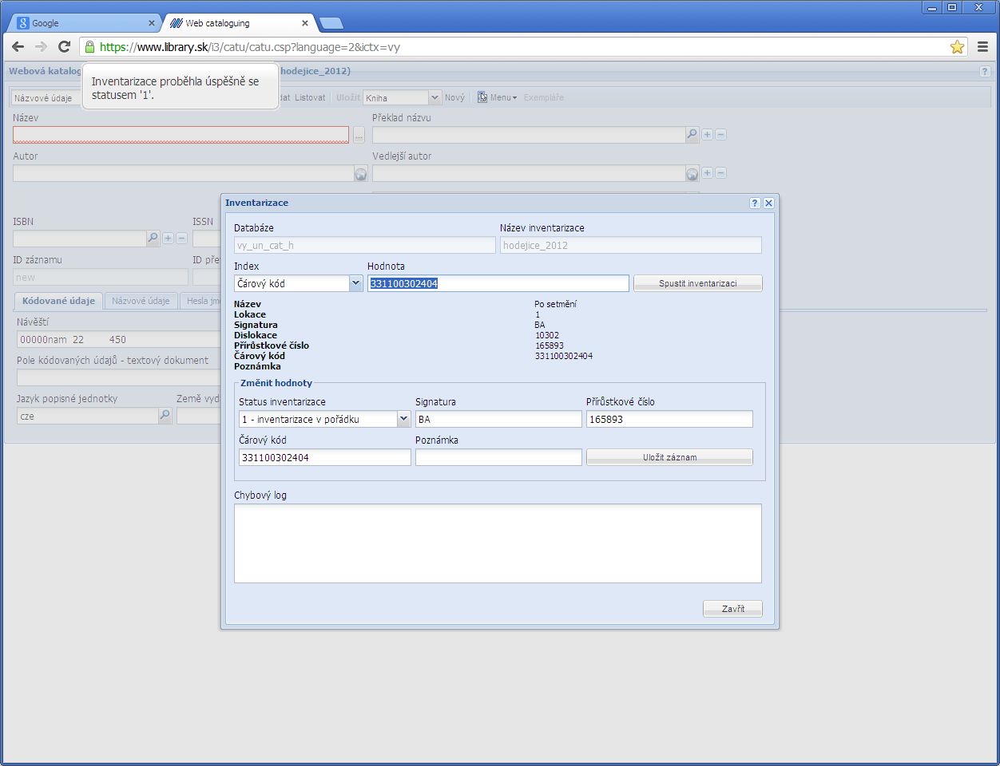 Google
Web cataloguing
https://www.library.sk/i3/catu/catu.csp?language=2&ictx=vy
Webová katalog hodejice_2012)
Inventarizace proběhla úspěšně se
statusem '1'.
Názvové údaje dat Listovat Uložit Kniha Nový Menu Exempláře
Název Překlad názvu
Autor Vedlejší autor
Inventarizace
ISBN ISSN
Databáze Název inventarizace
vy_un_cat_h hodejice_2012
ID záznamu ID pře
Index Hodnota
new
Čárový kód 331100302404 Spustit inventarizaci
Kódované údaje Názvové údaje Hesla jm
Název Po setmění
Lokace 1
Signatura BA
Dislokace 10302
Přírůstkové číslo 165893
Čárový kód 331100302404
Poznámka
Návěští
00000nam 22 450
Pole kódovaných údajů - textový dokument
Změnit hodnoty
Jazyk popisné jednotky Země vyd
cze
Status inventarizace Signatura Přírůstkové číslo
1 - inventarizace v pořádku BA 165893
Čárový kód Poznámka
331100302404 Uložit záznam
Chybový log
Zavřít